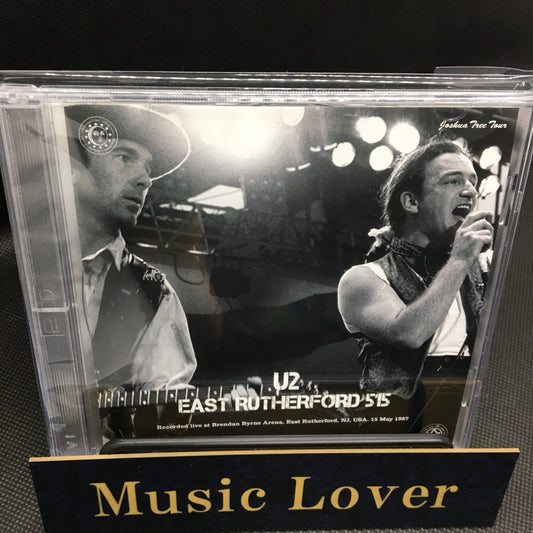 Joshua Tree Tour
U2
EAST RUTHERFORD 515
Recorded live at Brendan Byrne Arena, East Rutherford, NJ, USA. 15 May 1987
Music Lover